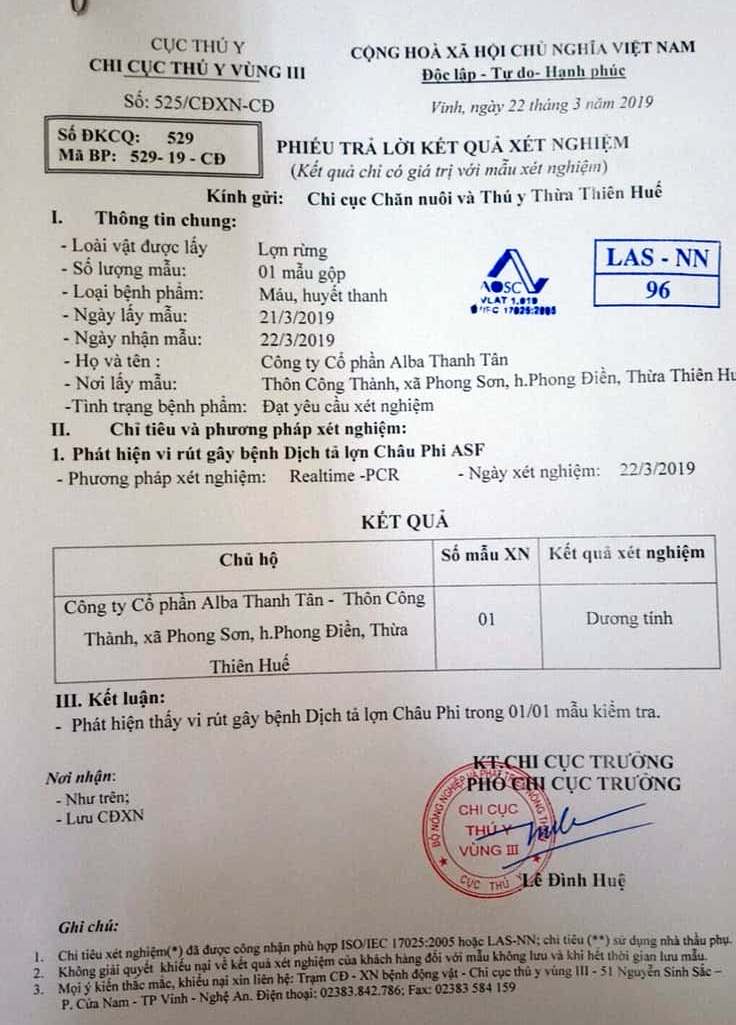 CỤC THÚ Y
CHI CỤC THÚ Y VÙNG III
CỘNG HOÀ XÃ HỘI CHỦ NGHĨA VIỆT NAM
Độc lập - Tự do- Hạnh phúc
Số: 525/CĐXN-CĐ
Vinh, ngày 22 tháng 3 năm 2019
Số ĐKCQ: 529
Mã BP: 529- 19 - CĐ
PHIẾU TRẢ LỜI KẾT QUẢ XÉT NGHIỆM
(Kết quả chỉ có giá trị với mẫu xét nghiệm)
Kính gửi: Chi cục Chăn nuôi và Thú y Thừa Thiên Huế
I. Thông tin chung:
- Loài vật được lấy Lợn rừng
- Số lượng mẫu: 01 mẫu gộp
- Loại bệnh phẩm: Máu, huyết thanh
- Ngày lấy mẫu: 21/3/2019
- Ngày nhận mẫu: 22/3/2019
AOSC
VLAT 1.019
IEC 17025:2005
LAS - NN
96
- Họ và tên : Công ty Cổ phần Alba Thanh Tân
- Nơi lấy mẫu: Thôn Công Thành, xã Phong Sơn, h.Phong Điền, Thừa Thiên Hu
-Tình trạng bệnh phẩm: Đạt yêu cầu xét nghiệm
II. Chỉ tiêu và phương pháp xét nghiệm:
1. Phát hiện vi rút gây bệnh Dịch tả lợn Châu Phi ASF
- Phương pháp xét nghiệm: Realtime -PCR - Ngày xét nghiệm: 22/3/2019
KẾT QUẢ
Chủ hộ Số mẫu XN Kết quả xét nghiệm
Công ty Cổ phần Alba Thanh Tân - Thôn Công
Thành, xã Phong Sơn, h.Phong Điền, Thừa
Thiên Huế
01
Dương tính
III. Kết luận:
- Phát hiện thấy vi rút gây bệnh Dịch tả lợn Châu Phi trong 01/01 mẫu kiểm tra.
KT.CHI CỤC TRƯỞNG
PHÓ CHI CỤC TRƯỞNG
Nơi nhận:
- Như trên;
- Lưu CĐXN
BỘ NÔNG NGHIỆP VÀ PHÁT TRIỂN NÔNG THÔN
CHI CỤC
THÚ Y
VÙNG III
CỤC THÚ Y
Lê Đình Huệ
Ghi chú:
1. Chỉ tiêu xét nghiệm(*) đã được công nhận phù hợp ISO/IEC 17025:2005 hoặc LAS-NN; chỉ tiêu (**) sử dụng nhà thầu phụ.
2. Không giải quyết khiếu nại về kết quả xét nghiệm của khách hàng đối với mẫu không lưu và khi hết thời gian lưu mẫu.
3. Mọi ý kiến thắc mắc, khiếu nại xin liên hệ: Trạm CĐ - XN bệnh động vật - Chi cục thú y vùng III - 51 Nguyễn Sinh Sắc –
P. Cửa Nam - TP Vinh - Nghệ An. Điện thoại: 02383.842.786; Fax: 02383 584 159